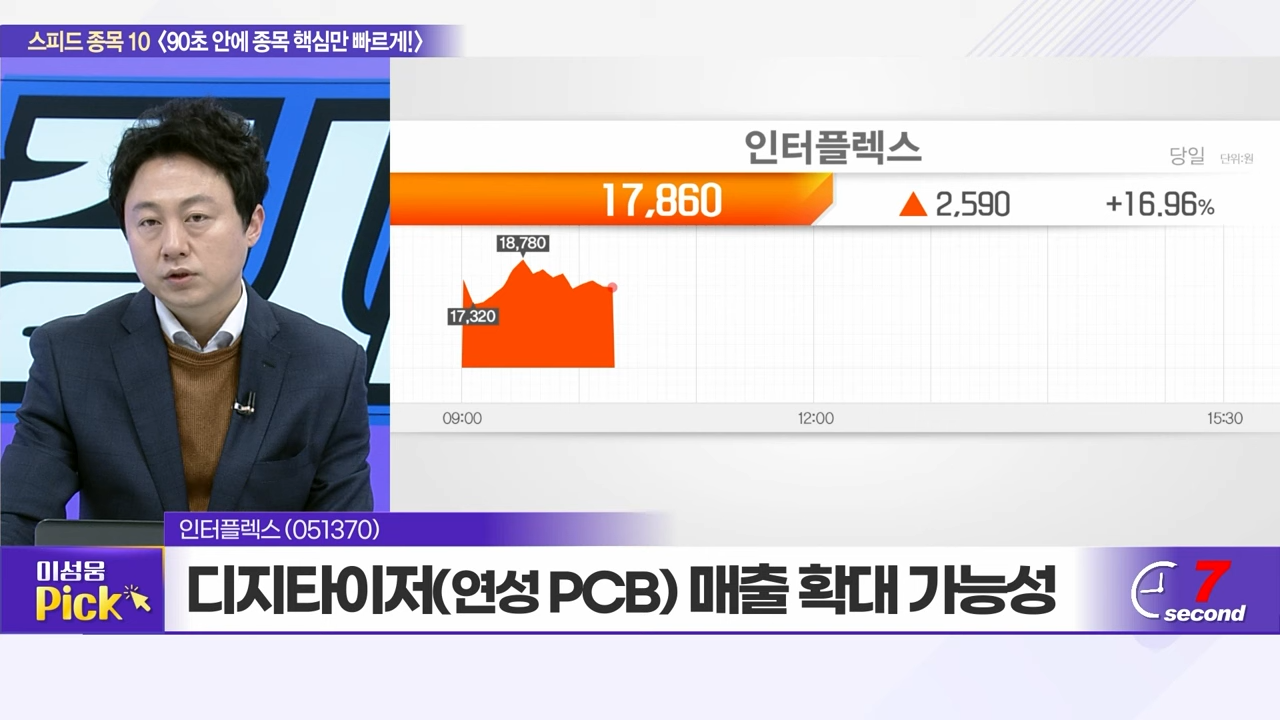 스피드 종목 10 〈90초 안에 종목 핵심만 빠르게!〉
인터플렉스
당일 단위:원
17,860 ▲ 2,590 +16.96%
18,780
17,320
09:00 12:00 15:30
인터플렉스 (051370)
이성웅
Pick
디지타이저(연성 PCB) 매출 확대 가능성
7
second